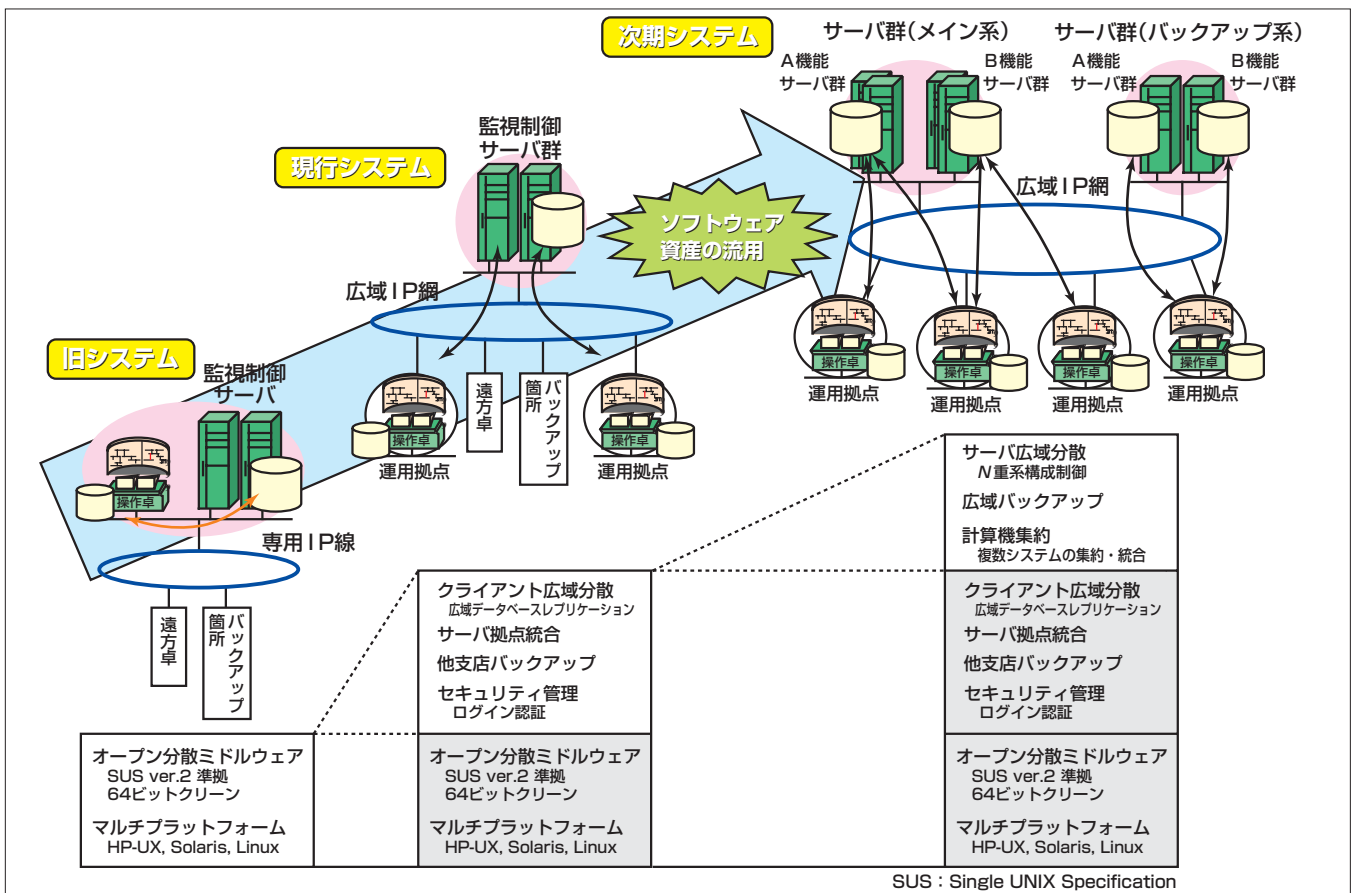 次期システム
サーバ群(メイン系)
サーバ群(バックアップ系)
A機能
サーバ群
B機能
サーバ群
A機能
サーバ群
B機能
サーバ群
広域IP網
運用拠点
操作卓
運用拠点
操作卓
運用拠点
操作卓
運用拠点
操作卓
ソフトウェア
資産の流用
現行システム
監視制御
サーバ群
広域IP網
操作卓
運用拠点
遠方卓
バックアップ
箇所
操作卓
運用拠点
旧システム
監視制御
サーバ
操作卓
専用IP線
遠方卓
バックアップ
箇所
オープン分散ミドルウェア
SUS ver.2 準拠
64ビットクリーン
マルチプラットフォーム
HP-UX, Solaris, Linux
クライアント広域分散
広域データベースレプリケーション
サーバ拠点統合
他支店バックアップ
セキュリティ管理
ログイン認証
オープン分散ミドルウェア
SUS ver.2 準拠
64ビットクリーン
マルチプラットフォーム
HP-UX, Solaris, Linux
サーバ広域分散
N重系構成制御
広域バックアップ
計算機集約
複数システムの集約・統合
クライアント広域分散
広域データベースレプリケーション
サーバ拠点統合
他支店バックアップ
セキュリティ管理
ログイン認証
オープン分散ミドルウェア
SUS ver.2 準拠
64ビットクリーン
マルチプラットフォーム
HP-UX, Solaris, Linux
SUS：Single UNIX Specification